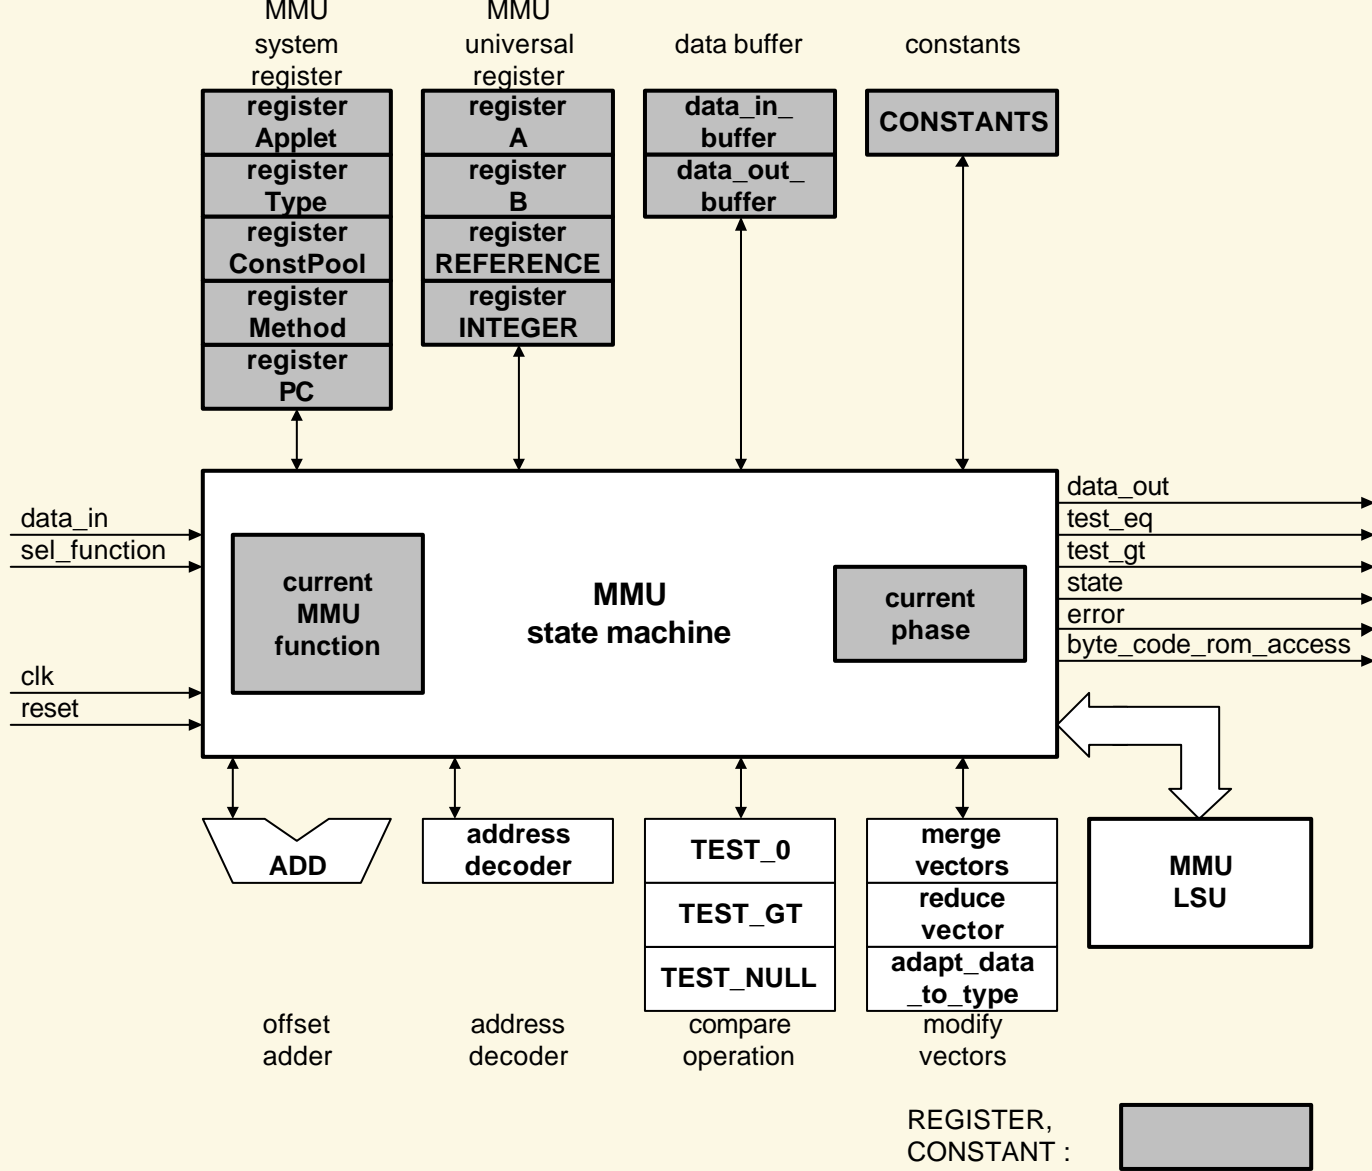 MMU
system
register
MMU
universal
register
data buffer
constants
register
Applet
register
Type
register
ConstPool
register
Method
register
PC
register
A
register
B
register
REFERENCE
register
INTEGER
data_in_
buffer
data_out_
buffer
CONSTANTS
data_in
sel_function
clk
reset
current
MMU
function
MMU
state machine
current
phase
data_out
test_eq
test_gt
state
error
byte_code_rom_access
ADD
address
decoder
TEST_0
TEST_GT
TEST_NULL
merge
vectors
reduce
vector
adapt_data
_to_type
MMU
LSU
offset
adder
address
decoder
compare
operation
modify
vectors
REGISTER,
CONSTANT :